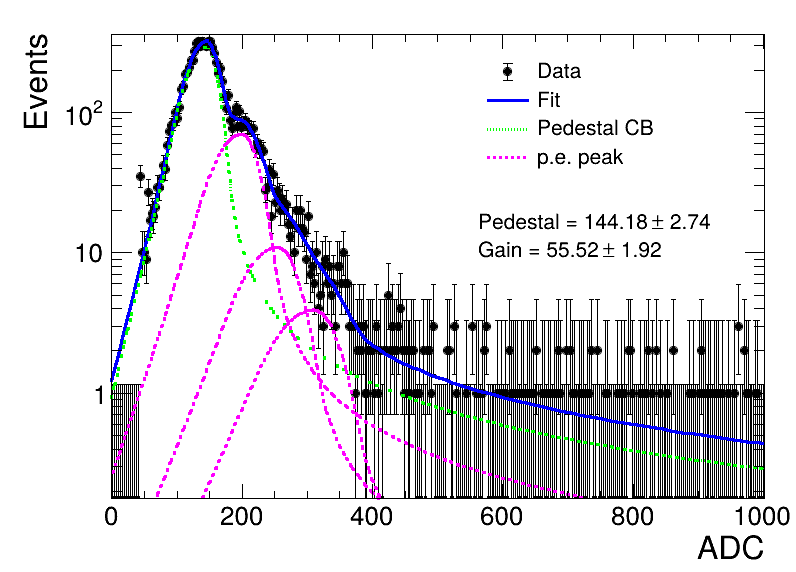 Events
10²
10
1
Data
Fit
Pedestal CB
p.e. peak
Pedestal = 144.18 ± 2.74
Gain = 55.52 ± 1.92
0 200 400 600 800 1000
ADC